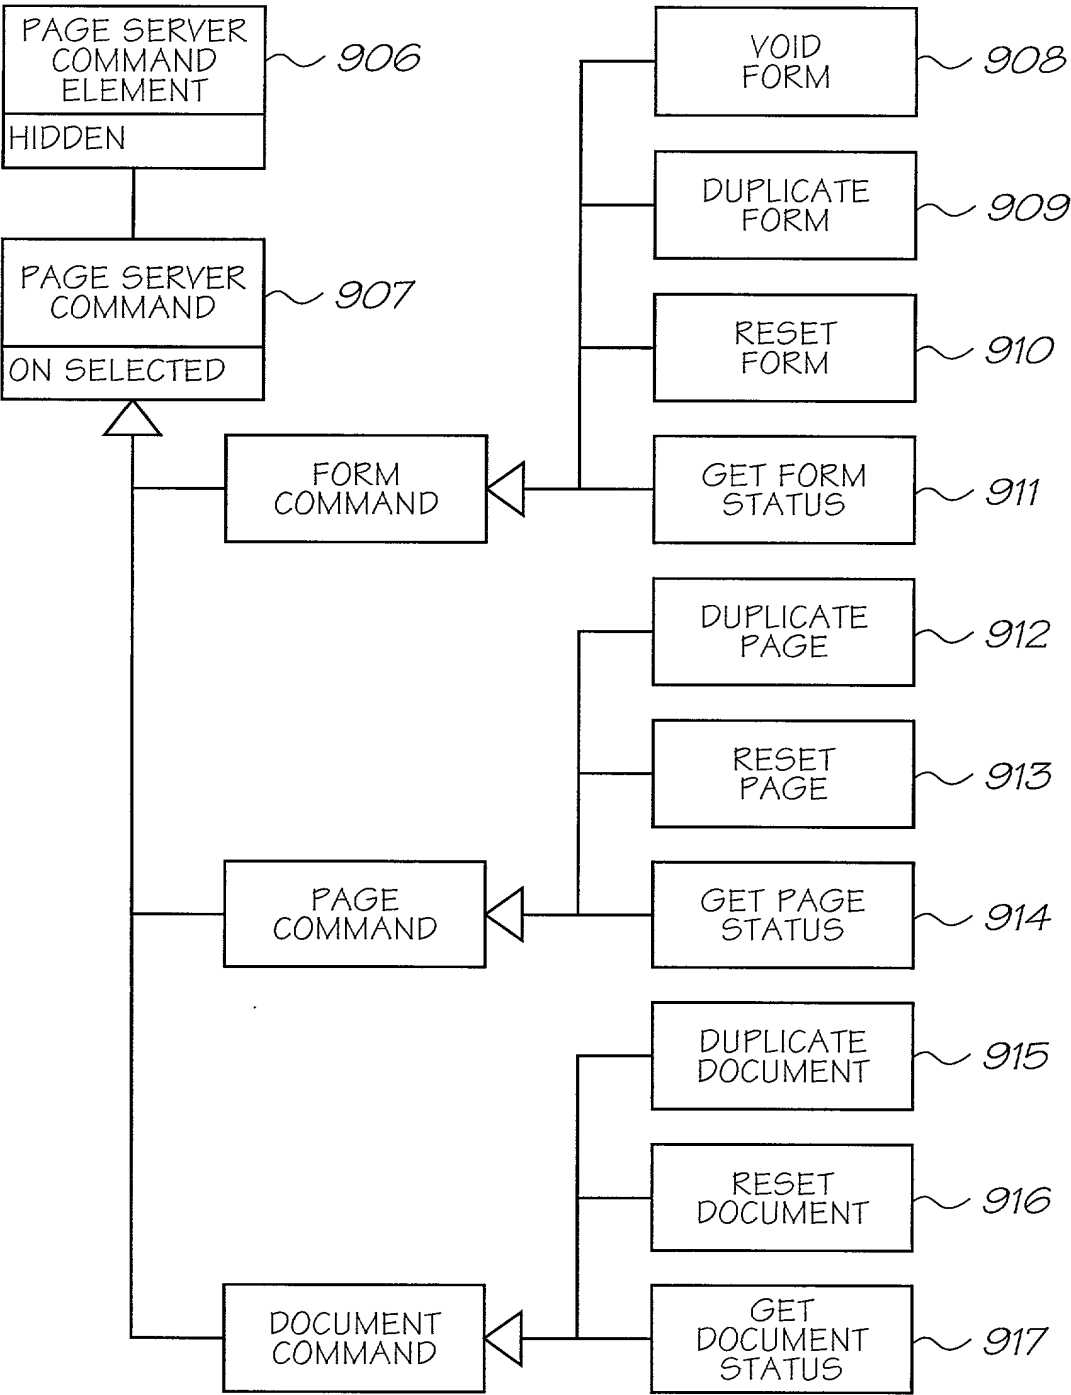 PAGE SERVER
COMMAND
ELEMENT
906
HIDDEN
PAGE SERVER
COMMAND
907
ON SELECTED
FORM
COMMAND
VOID
FORM
908
DUPLICATE
FORM
909
RESET
FORM
910
GET FORM
STATUS
911
PAGE
COMMAND
DUPLICATE
PAGE
912
RESET
PAGE
913
GET PAGE
STATUS
914
DOCUMENT
COMMAND
DUPLICATE
DOCUMENT
915
RESET
DOCUMENT
916
GET
DOCUMENT
STATUS
917